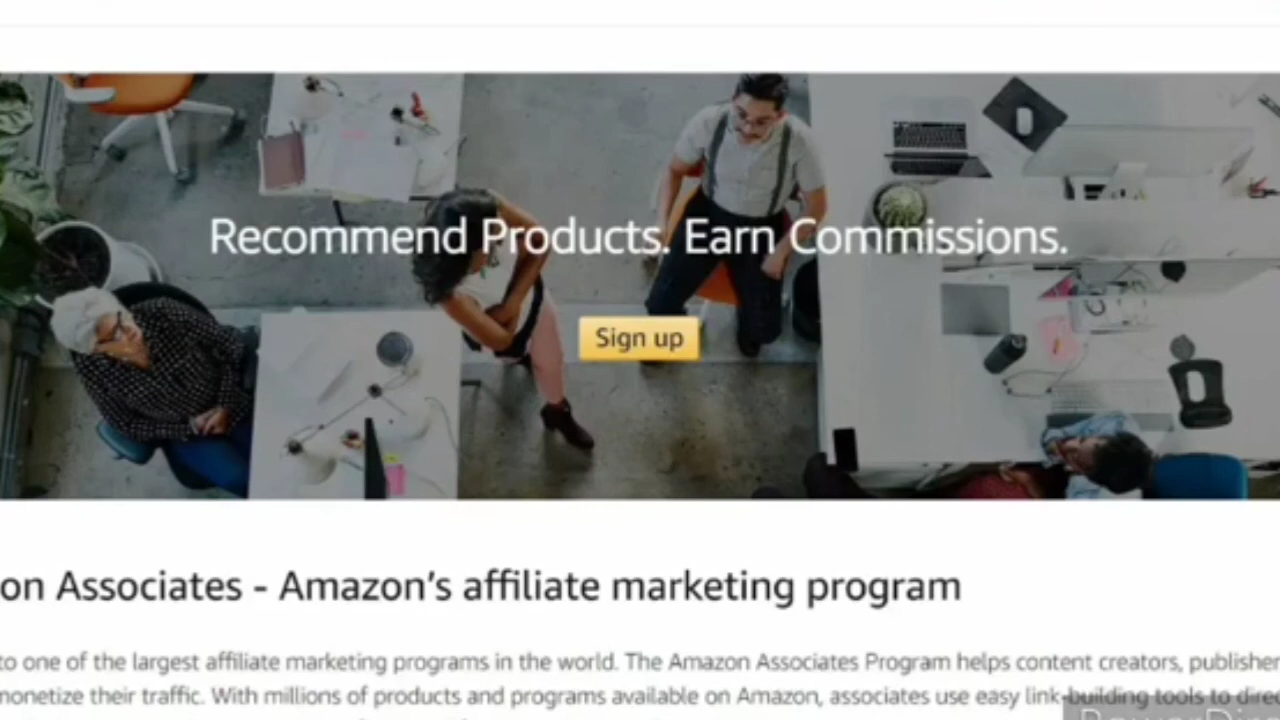 Recommend Products. Earn Commissions.
Sign up
on Associates - Amazon's affiliate marketing program
to one of the largest affiliate marketing programs in the world. The Amazon Associates Program helps content creators, publisher
monetize their traffic. With millions of products and programs available on Amazon, associates use easy link-building tools to direc